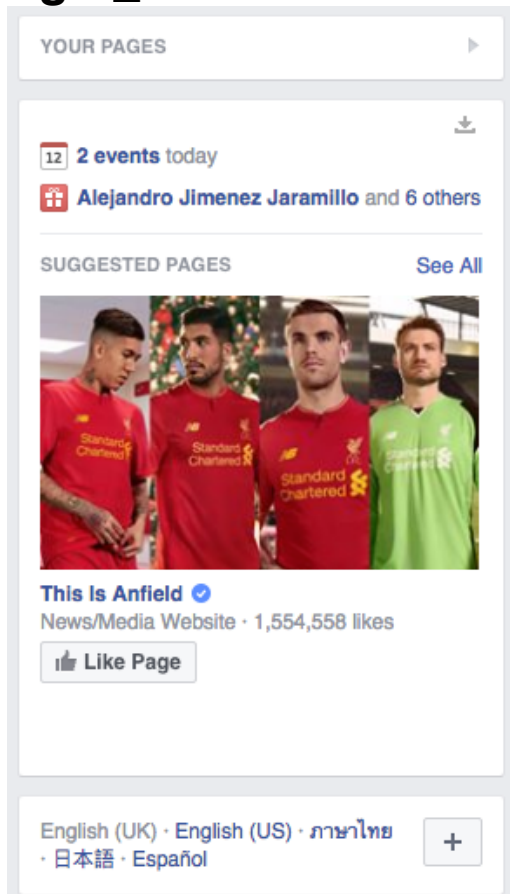 YOUR PAGES
12 2 events today
Alejandro Jimenez Jaramillo and 6 others
SUGGESTED PAGES See All
Standard Chartered
Standard Chartered
Standard Chartered
This Is Anfield
News/Media Website · 1,554,558 likes
Like Page
English (UK) · English (US) · ภาษาไทย
· 日本語 · Español
+